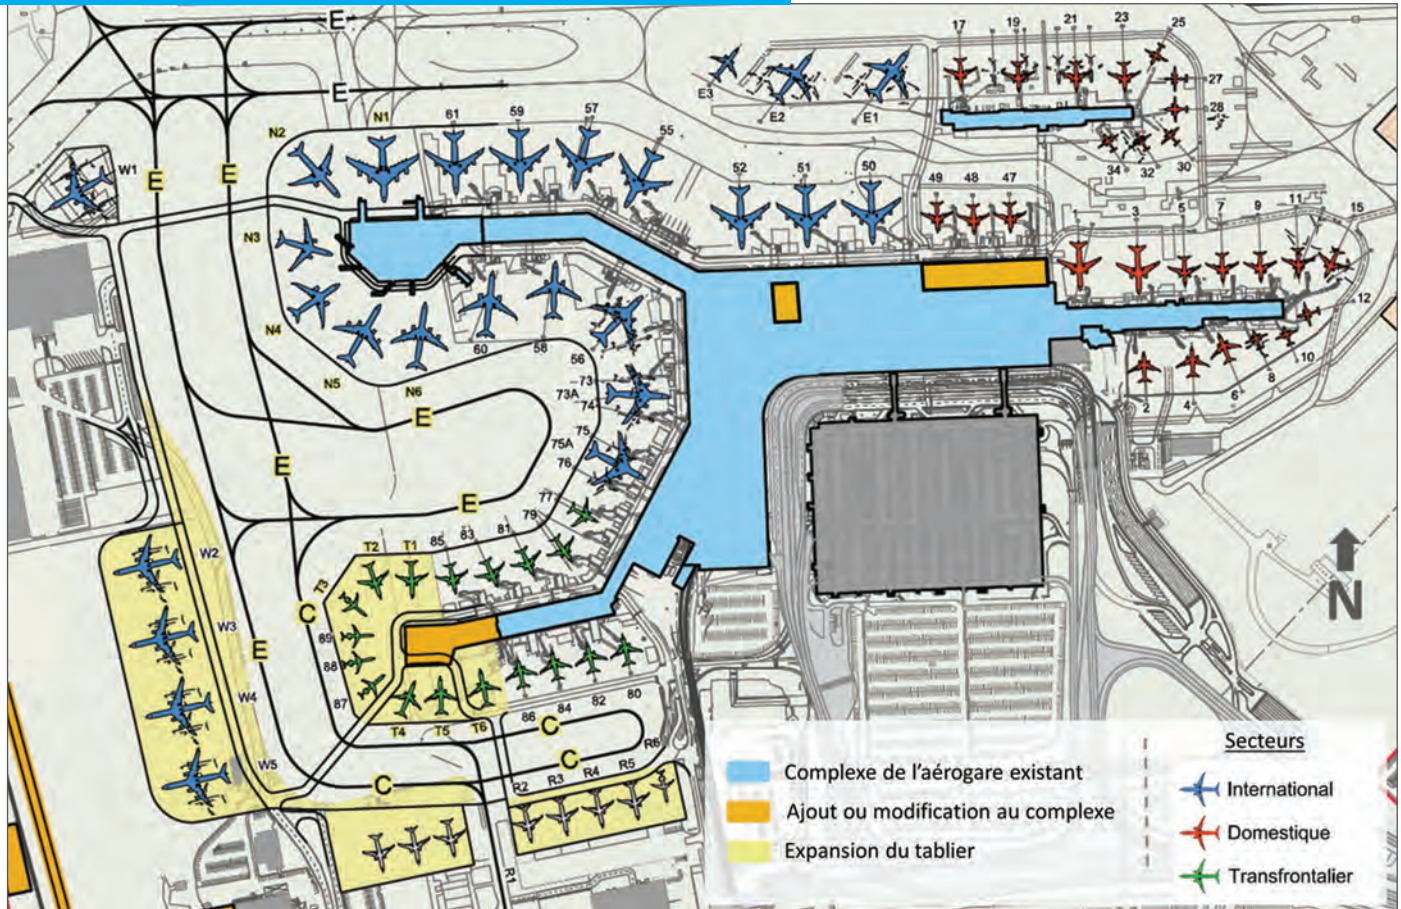 E
17
19
21
23
25
E3
E2
E1
27
28
30
32
34
E
N1
N2
61
59
57
55
W1
E
E
52
51
50
49
48
47
1
3
5
7
9
11
15
12
10
8
6
4
2
N3
N4
N5
N6
60
58
56
73
73A
74
75
75A
76
77
79
E
E
E
81
83
85
T1
T2
T3
W2
W3
W4
W5
C
E
89
88
87
T4
T5
T6
86
84
82
80
C
C
C
R6
R5
R4
R3
R2
R1
N
Complexe de l'aérogare existant
Ajout ou modification au complexe
Expansion du tablier
Secteurs
International
Domestique
Transfrontalier